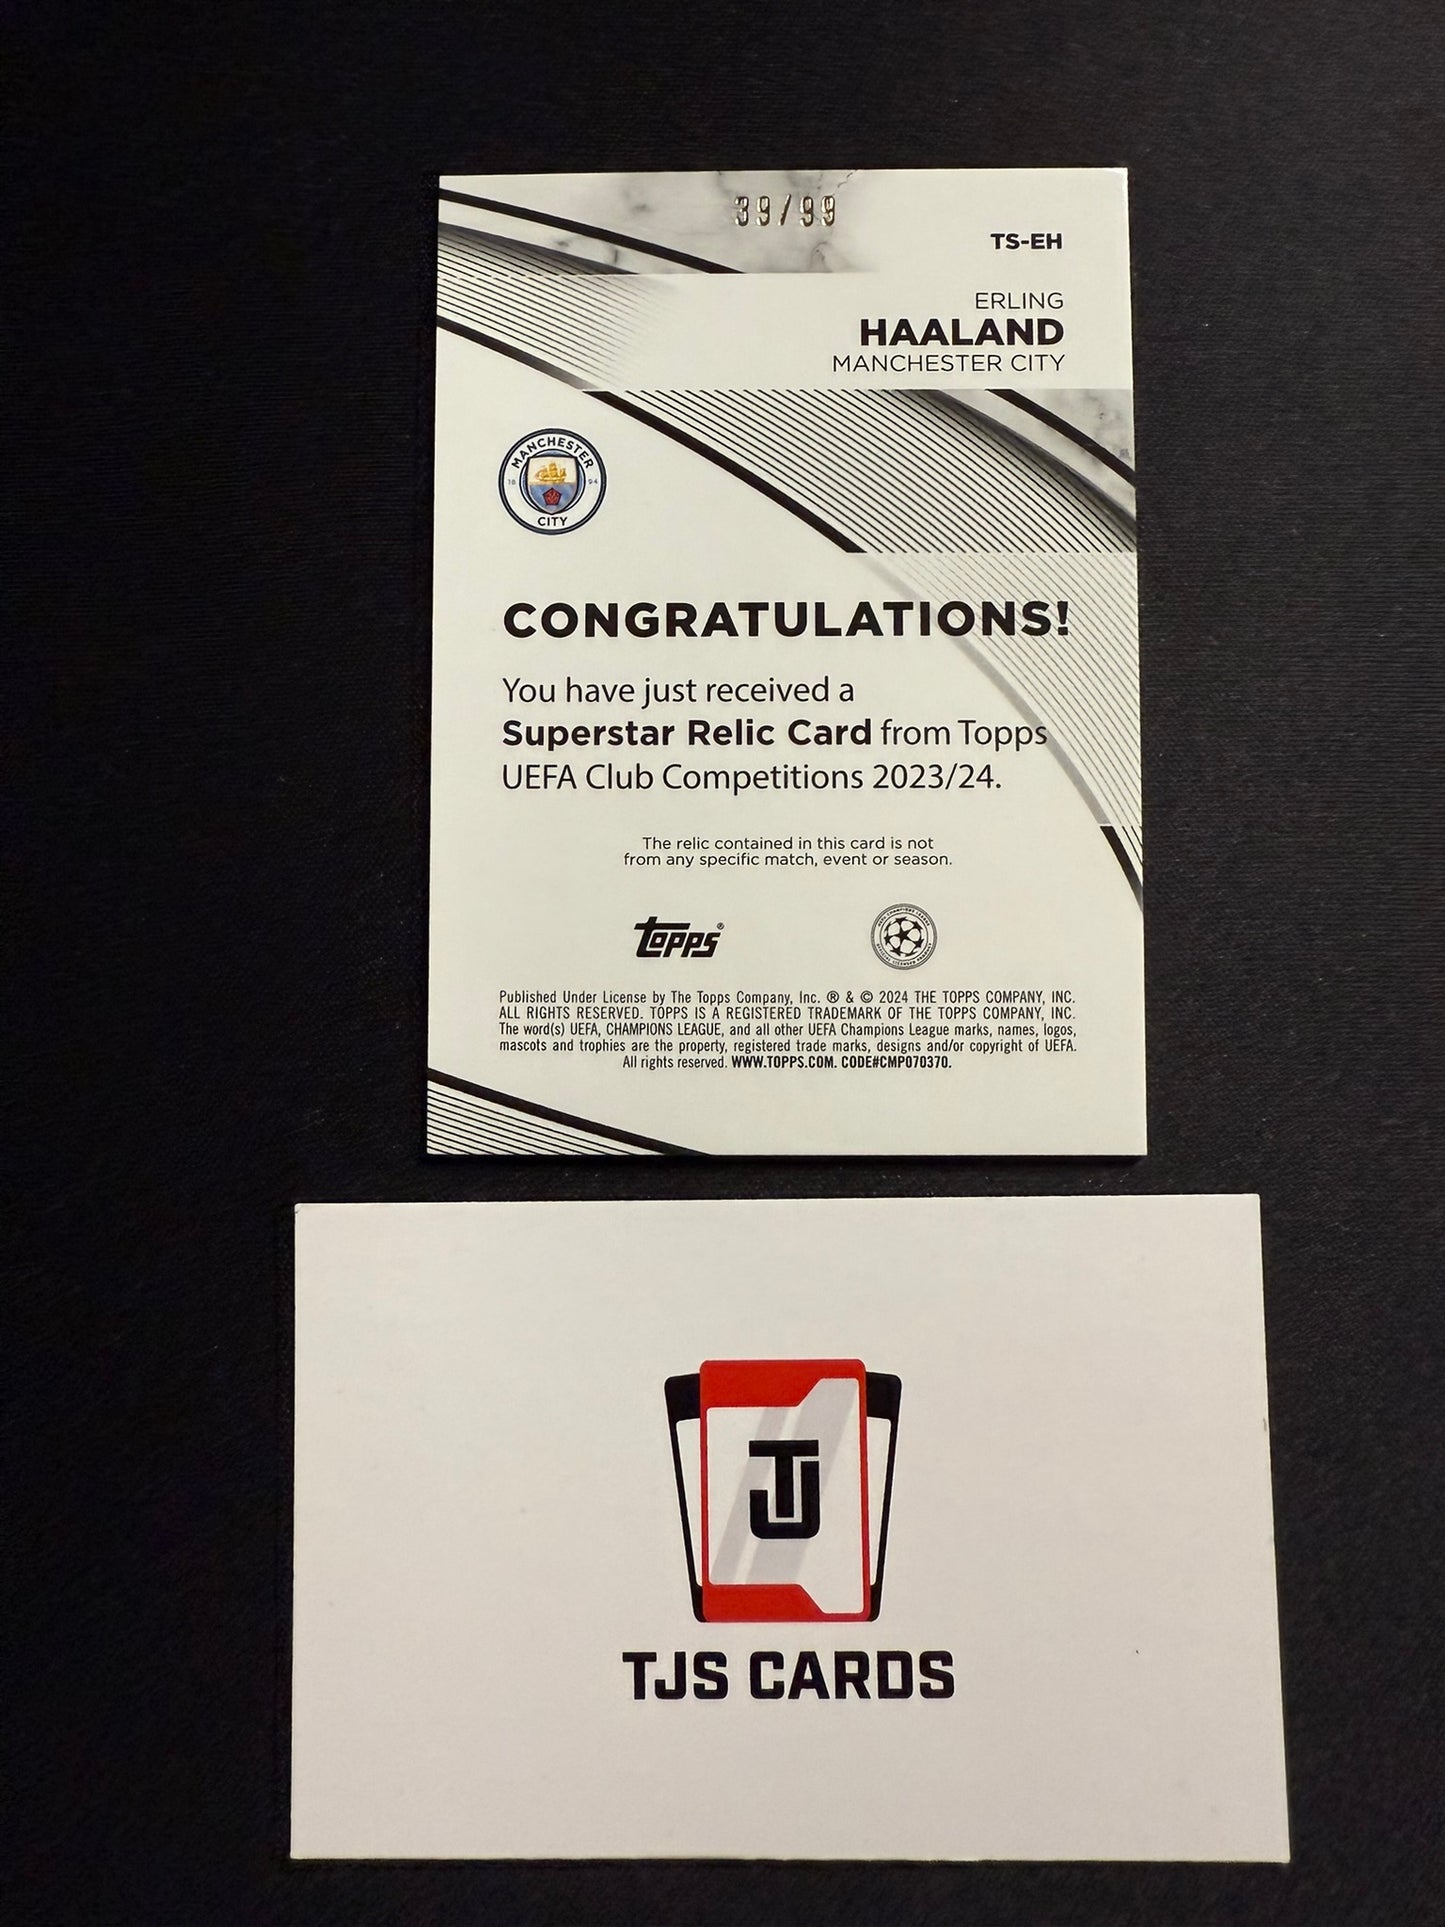 39/99
TS-EH
ERLING
HAALAND
MANCHESTER CITY
MANCHESTER
18 94
CITY
CONGRATULATIONS!
You have just received a
Superstar Relic Card from Topps
UEFA Club Competitions 2023/24.
The relic contained in this card is not
from any specific match, event or season.
topps®
Published Under License by The Topps Company, Inc. ® & © 2024 THE TOPPS COMPANY, INC.
ALL RIGHTS RESERVED. TOPPS IS A REGISTERED TRADEMARK OF THE TOPPS COMPANY, INC.
The word(s) UEFA, CHAMPIONS LEAGUE, and all other UEFA Champions League marks, names, logos,
mascots and trophies are the property, registered trade marks, designs and/or copyright of UEFA.
All rights reserved. WWW.TOPPS.COM. CODE#CMP070370.
TJ
TJS CARDS